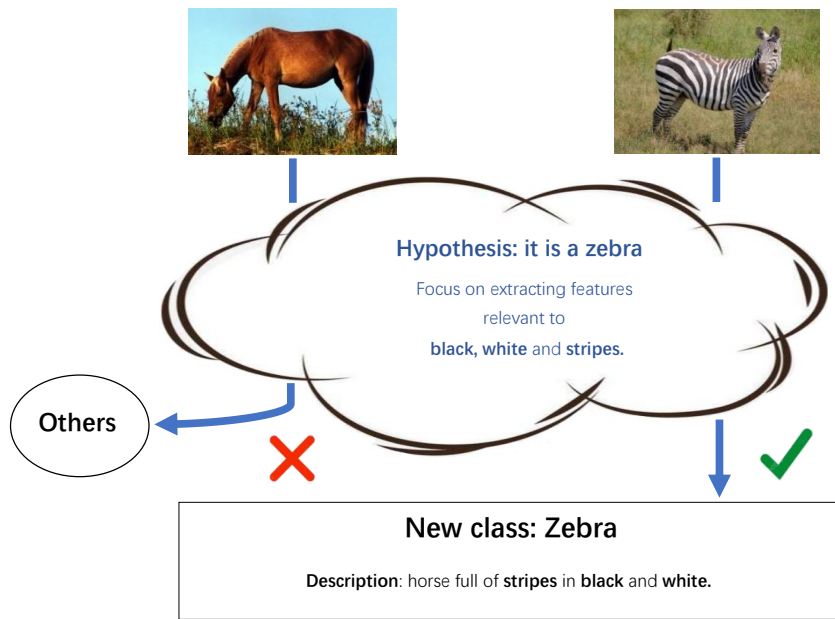 Hypothesis: it is a zebra
Focus on extracting features
relevant to
black, white and stripes.
Others
New class: Zebra
Description: horse full of stripes in black and white.